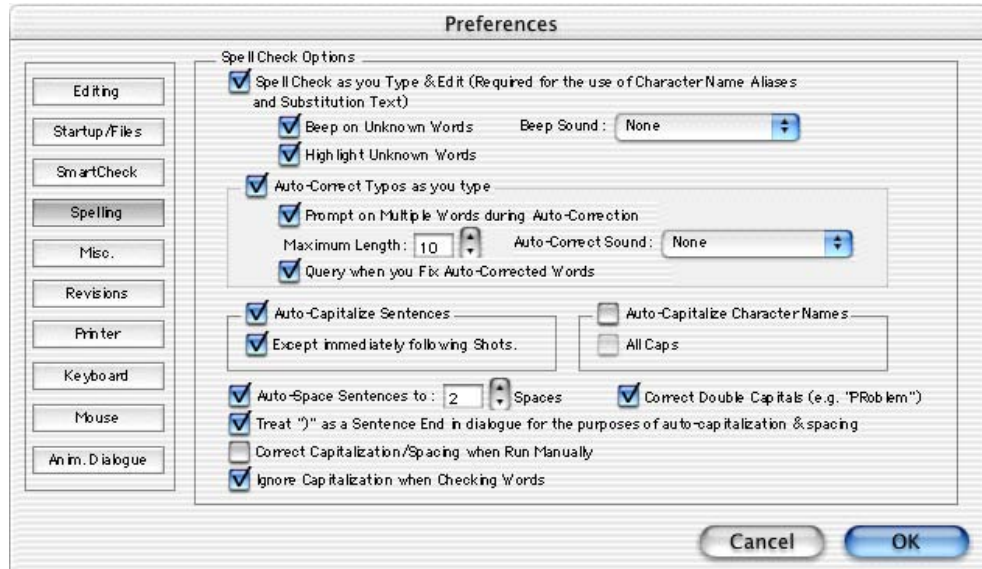 Preferences
Editing
Startup/Files
SmartCheck
Spelling
Misc.
Revisions
Printer
Keyboard
Mouse
Anim. Dialogue
Spell Check Options
Spell Check as you Type & Edit (Required for the use of Character Name Aliases
and Substitution Text)
Beep on Unknown Words Beep Sound: None
Highlight Unknown Words
Auto-Correct Typos as you type
Prompt on Multiple Words during Auto-Correction
Maximum Length: 10 Auto-Correct Sound: None
Query when you Fix Auto-Corrected Words
Auto-Capitalize Sentences Auto-Capitalize Character Names
Except immediately following Shots. All Caps
Auto-Space Sentences to: 2 Spaces Correct Double Capitals (e.g. "PRoblem")
Treat ")" as a Sentence End in dialogue for the purposes of auto-capitalization & spacing
Correct Capitalization/Spacing when Run Manually
Ignore Capitalization when Checking Words
Cancel OK